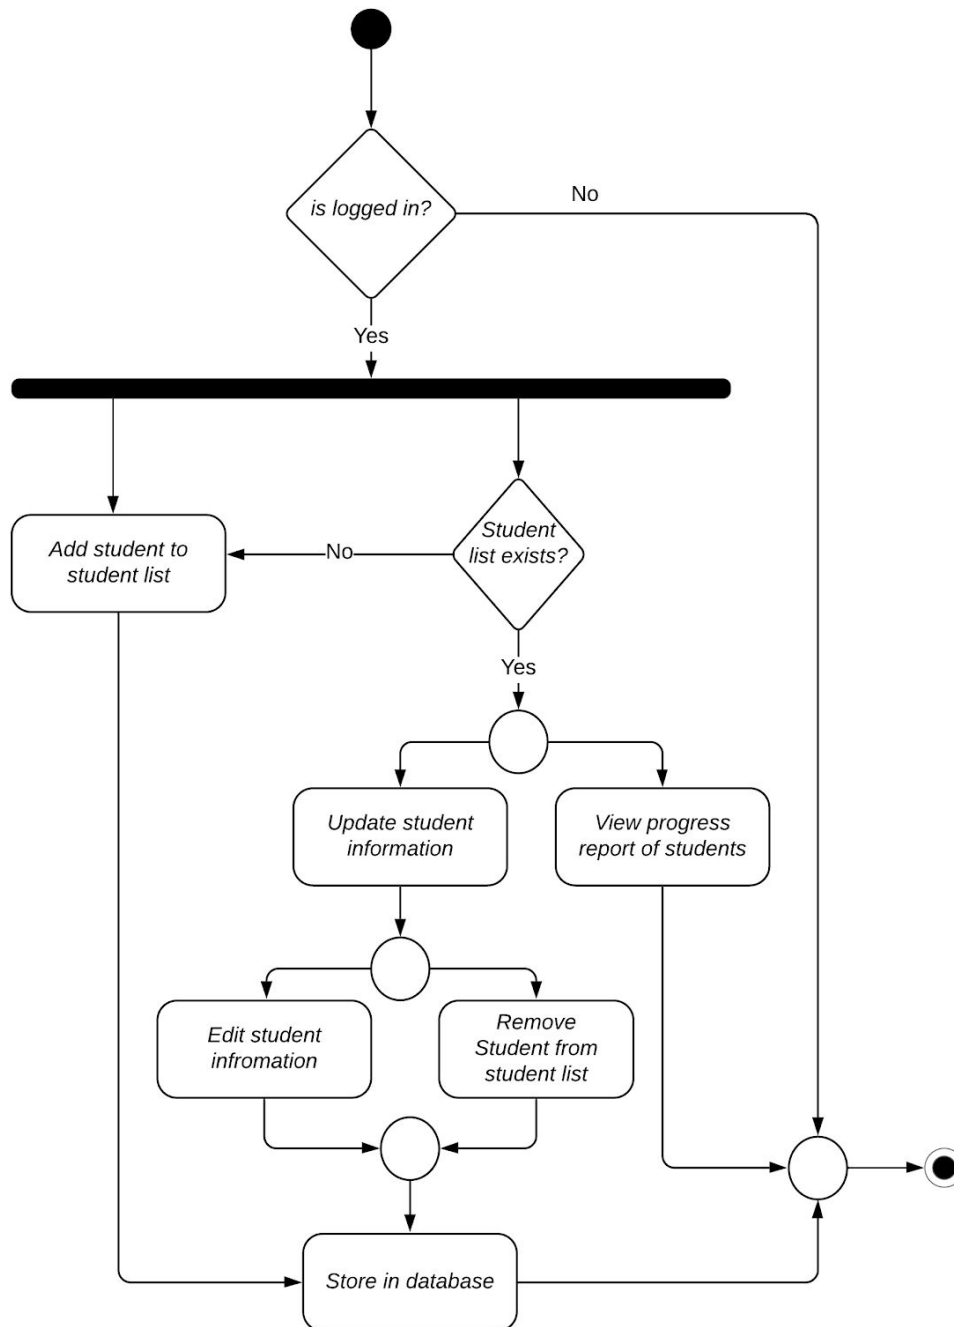 is logged in?
No
Yes
Add student to
student list
No
Student
list exists?
Yes
Update student
information
View progress
report of students
Edit student
infromation
Remove
Student from
student list
Store in database